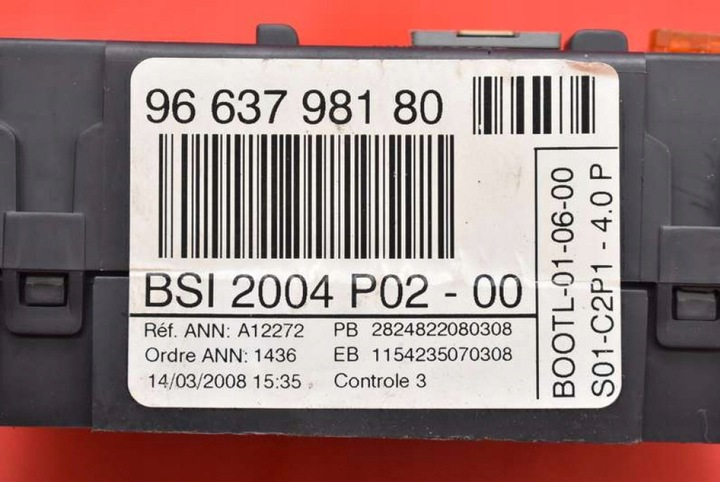 96 637 981 80
BSI 2004 P02 - 00
Réf. ANN: A12272 PB 2824822080308
Ordre ANN: 1436 EB 1154235070308
14/03/2008 15:35 Controle 3
BOOTL-01-06-00
S01-C2P1 - 4.0 P